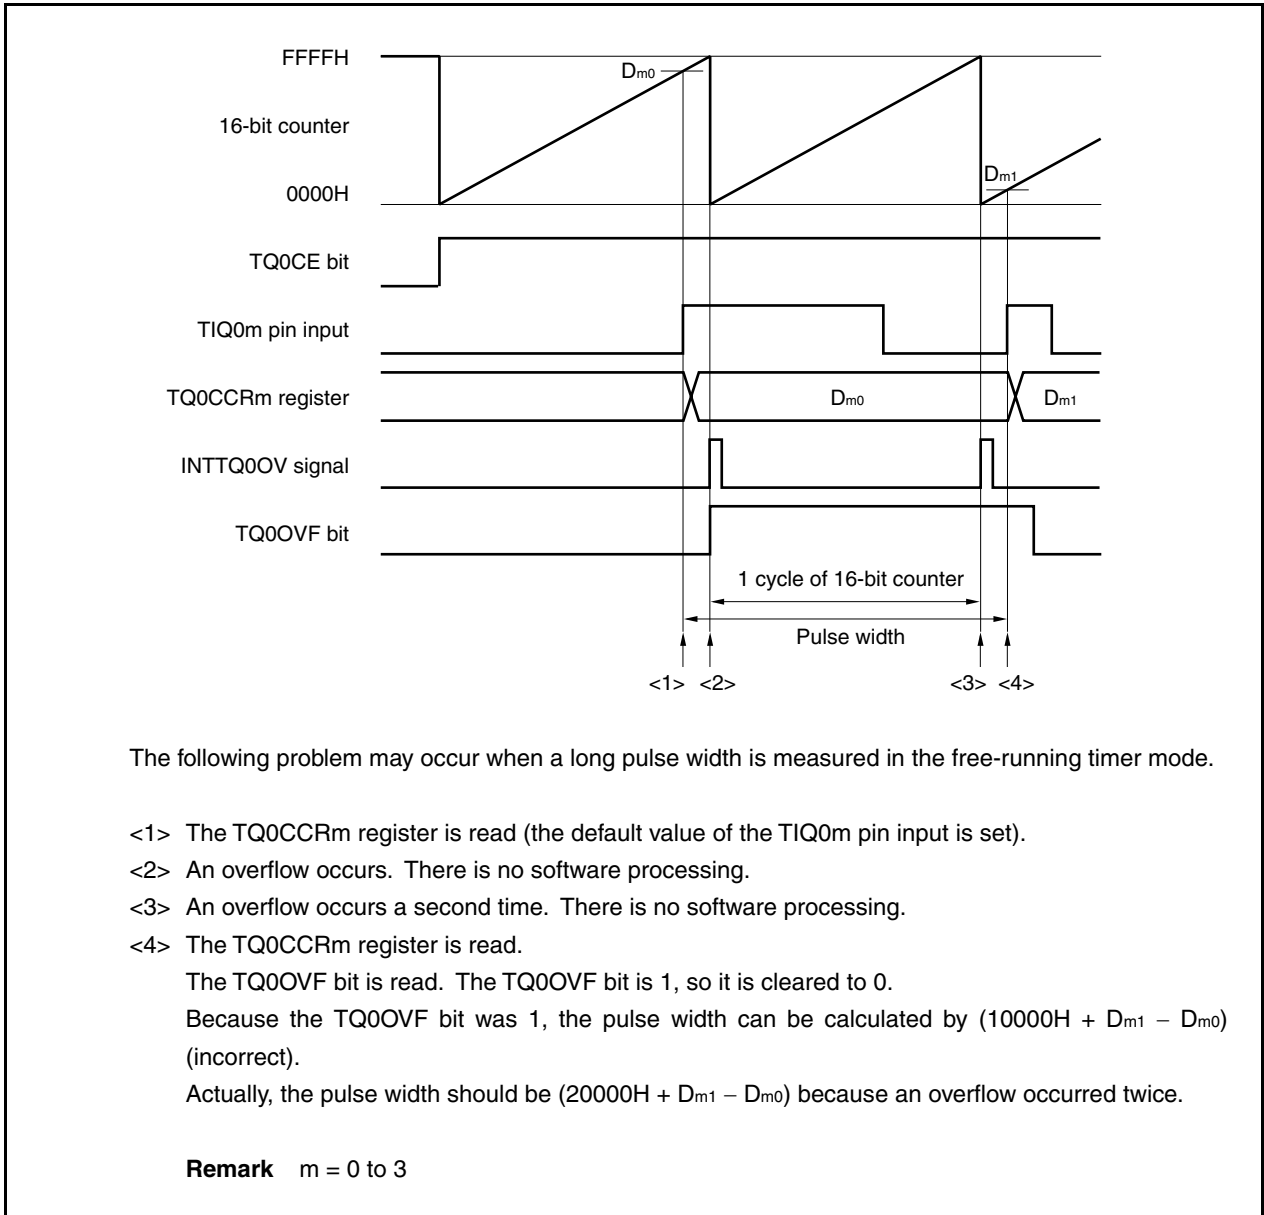 FFFFH
Dm0
16-bit counter
Dm1
0000H
TQ0CE bit
TIQ0m pin input
TQ0CCRm register
Dm0
Dm1
INTTQ0OV signal
TQ0OVF bit
1 cycle of 16-bit counter
Pulse width
<1> <2> <3> <4>
The following problem may occur when a long pulse width is measured in the free-running timer mode.
<1> The TQ0CCRm register is read (the default value of the TIQ0m pin input is set).
<2> An overflow occurs. There is no software processing.
<3> An overflow occurs a second time. There is no software processing.
<4> The TQ0CCRm register is read.
The TQ0OVF bit is read. The TQ0OVF bit is 1, so it is cleared to 0.
Because the TQ0OVF bit was 1, the pulse width can be calculated by (10000H + Dm1 − Dm0)
(incorrect).
Actually, the pulse width should be (20000H + Dm1 − Dm0) because an overflow occurred twice.
Remark m = 0 to 3